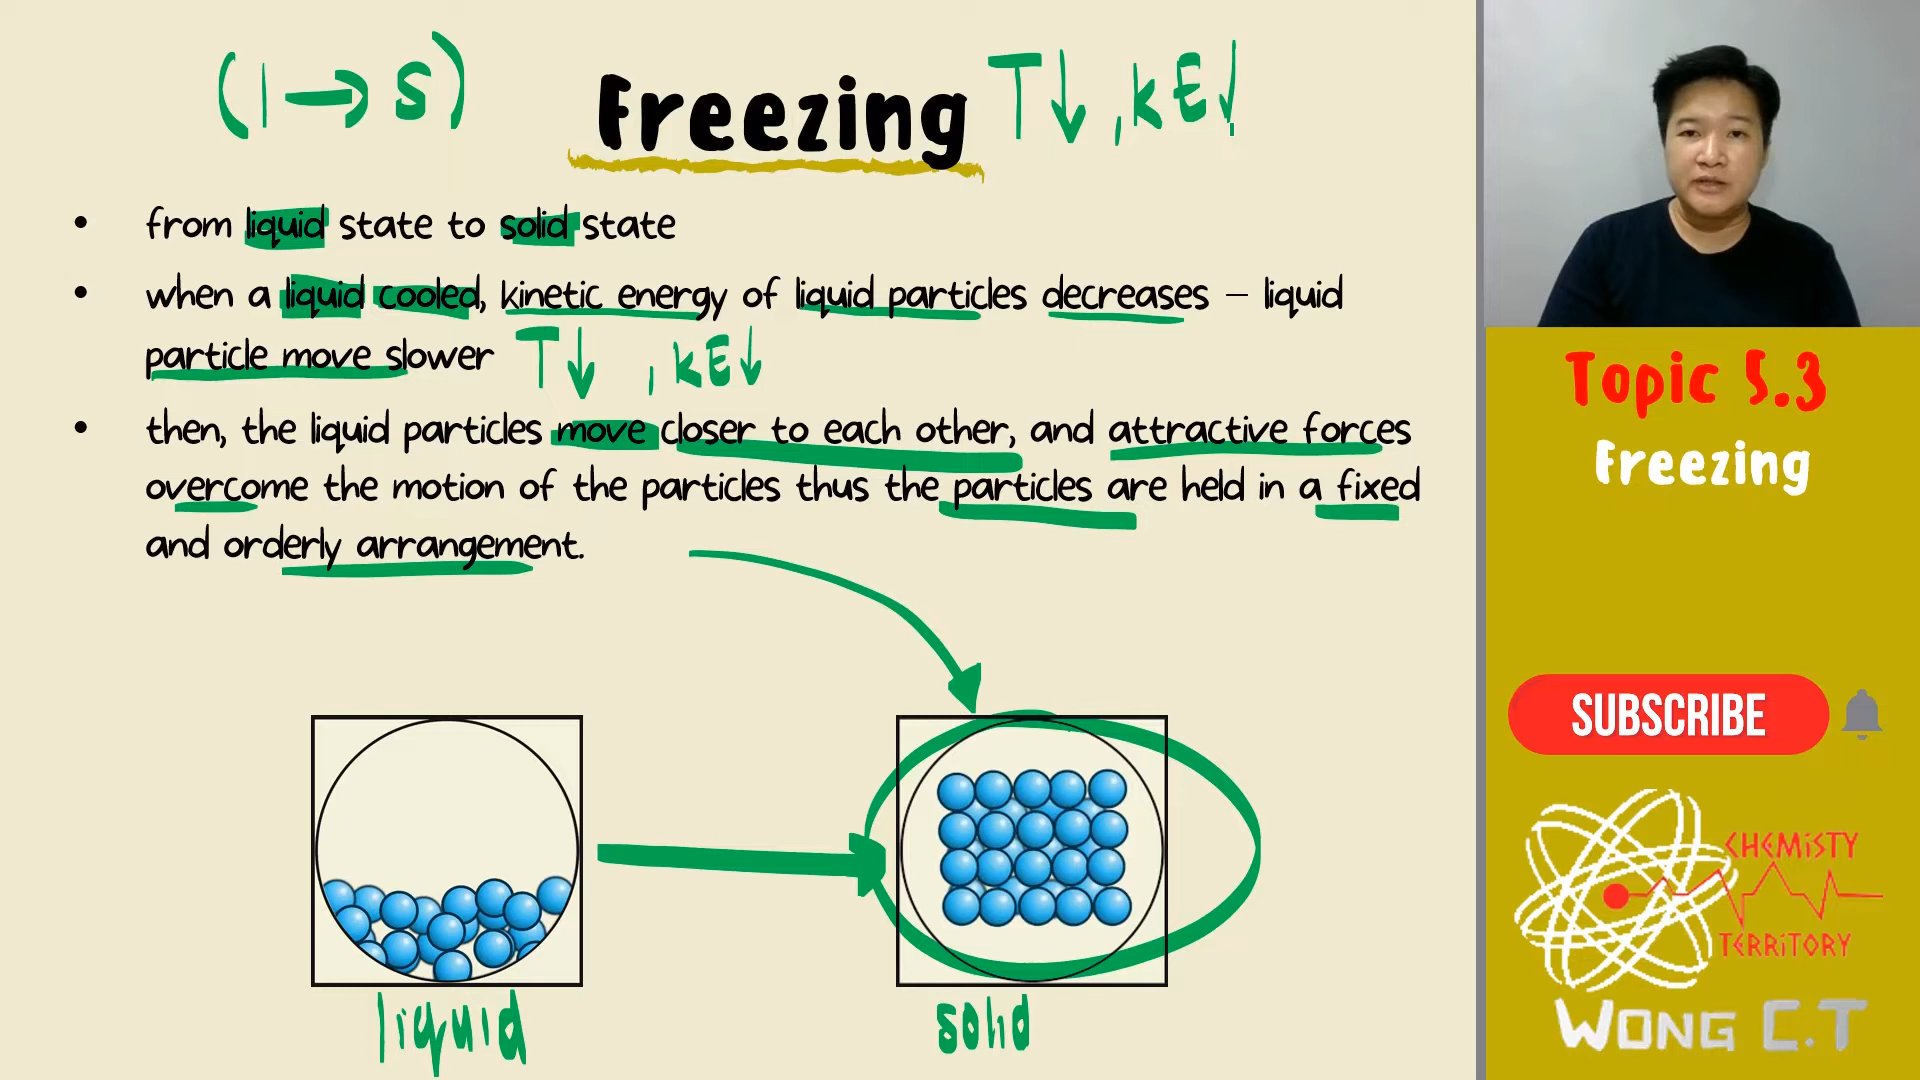 (l → s)
Freezing
T↓, KE↓
• from liquid state to solid state
• when a liquid cooled, kinetic energy of liquid particles decreases – liquid
particle move slower
T↓ , KE↓
• then, the liquid particles move closer to each other, and attractive forces
overcome the motion of the particles thus the particles are held in a fixed
and orderly arrangement.
liquid
solid
Topic 5.3
Freezing
SUBSCRIBE
CHEMiSTY
TERRiTORY
WONG C.T